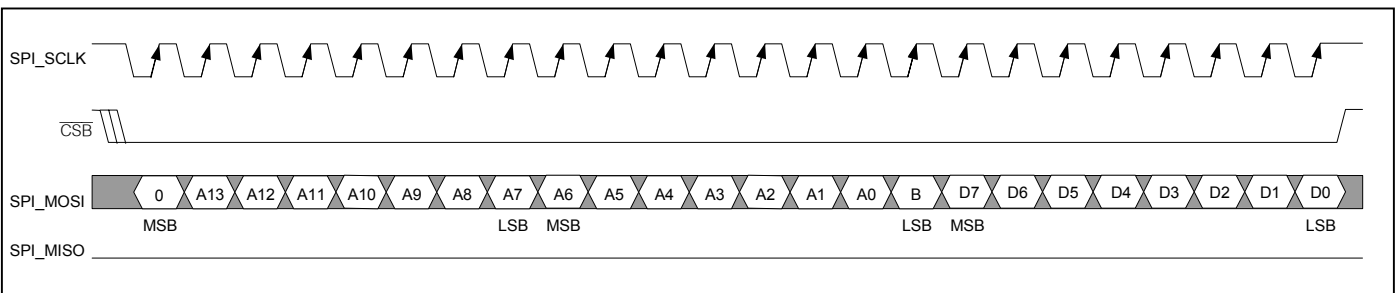 SPI_SCLK
CSB
SPI_MOSI 0 A13 A12 A11 A10 A9 A8 A7 A6 A5 A4 A3 A2 A1 A0 B D7 D6 D5 D4 D3 D2 D1 D0
MSB LSB MSB LSB MSB LSB
SPI_MISO